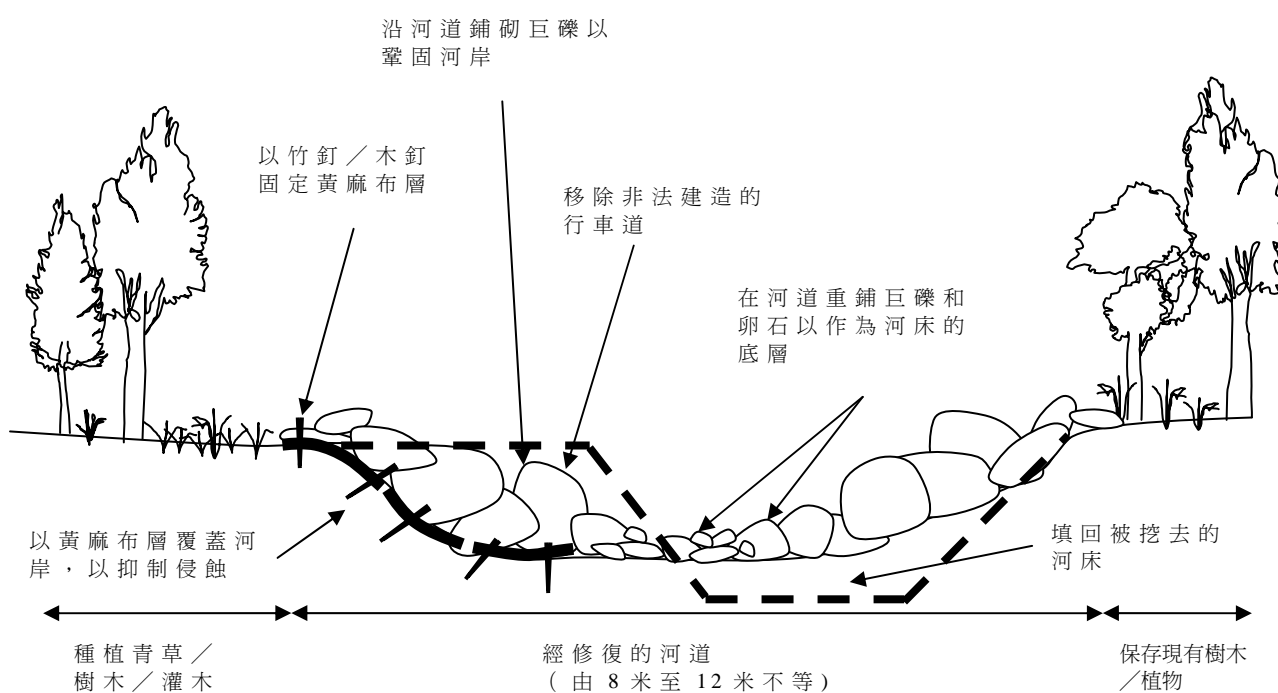 沿河道鋪砌巨礫以
鞏固河岸
以竹釘／木釘
固定黃麻布層
移除非法建造的
行車道
在河道重鋪巨礫和
卵石以作為河床的
底層
以黃麻布層覆蓋河
岸，以抑制侵蝕
填回被挖去的
河床
種植青草／
樹木／灌木
經修復的河道
（由 8 米至 12 米不等）
保存現有樹木
／植物